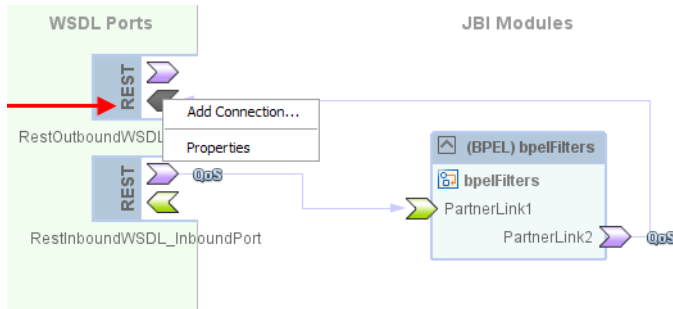 WSDL Ports
JBI Modules
REST
Add Connection...
Properties
RestOutboundWSDL
REST
QoS
RestInboundWSDL_InboundPort
(BPEL) bpelFilters
bpelFilters
PartnerLink1
PartnerLink2
QoS